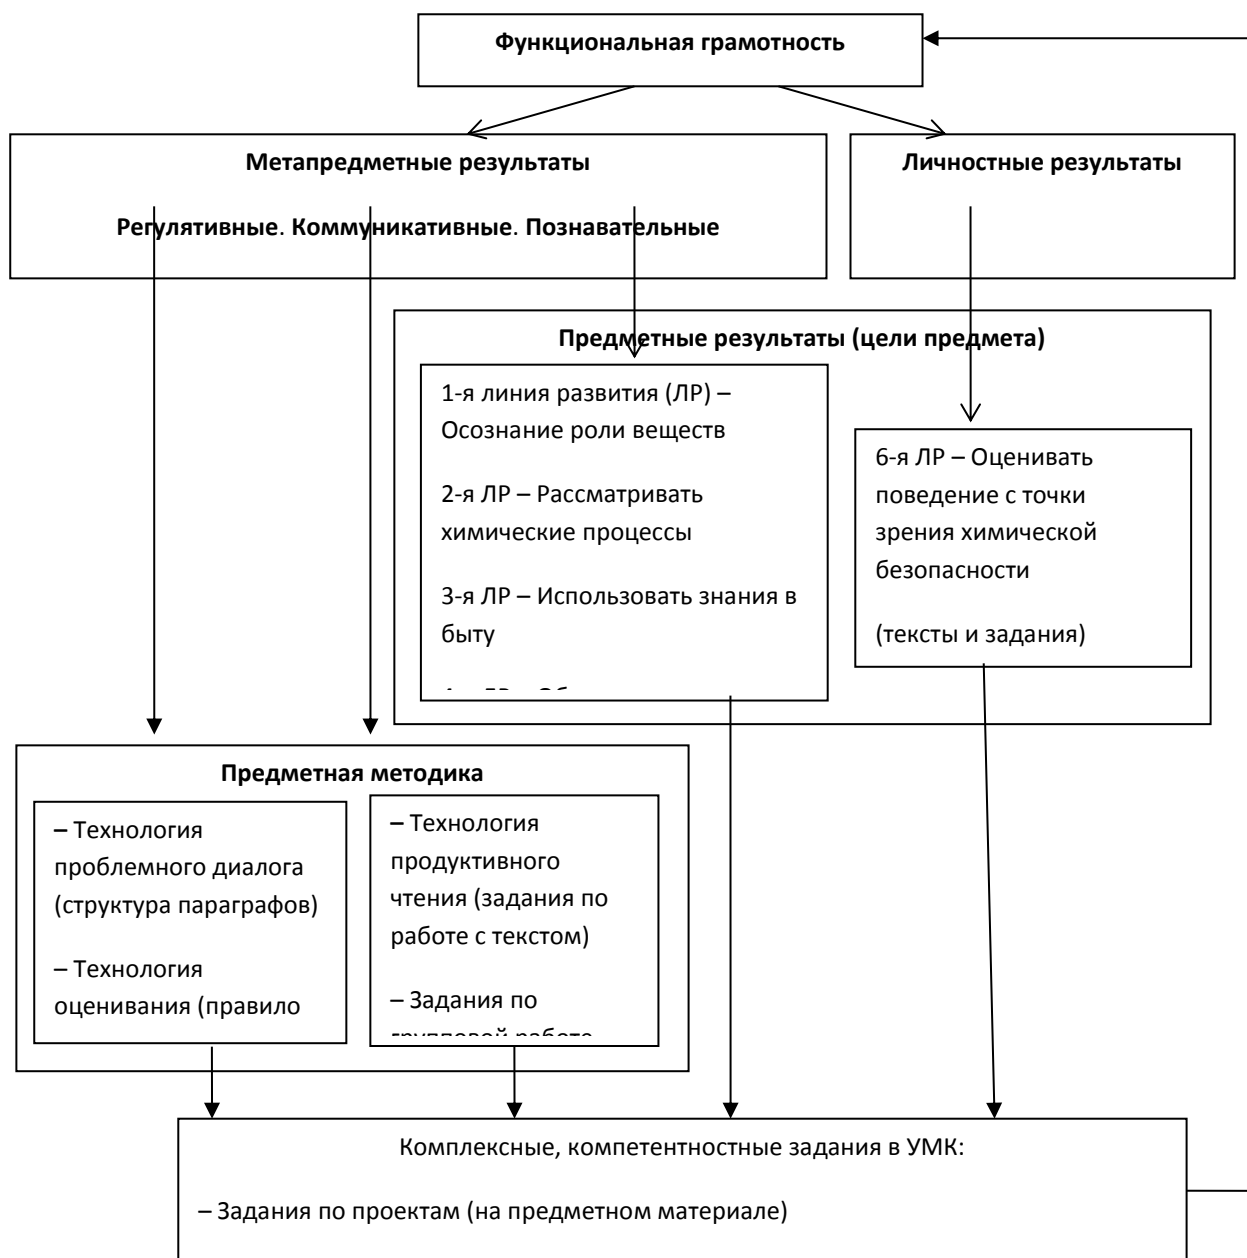 Функциональная грамотность
Метапредметные результаты
Регулятивные. Коммуникативные. Познавательные
Личностные результаты
Предметные результаты (цели предмета)
1-я линия развития (ЛР) –
Осознание роли веществ
2-я ЛР – Рассматривать
химические процессы
3-я ЛР – Использовать знания в
быту
6-я ЛР – Оценивать
поведение с точки
зрения химической
безопасности
(тексты и задания)
Предметная методика
– Технология
проблемного диалога
(структура параграфов)
– Технология
оценивания (правило
– Технология
продуктивного
чтения (задания по
работе с текстом)
– Задания по
групповой работе
Комплексные, компетентностные задания в УМК:
– Задания по проектам (на предметном материале)